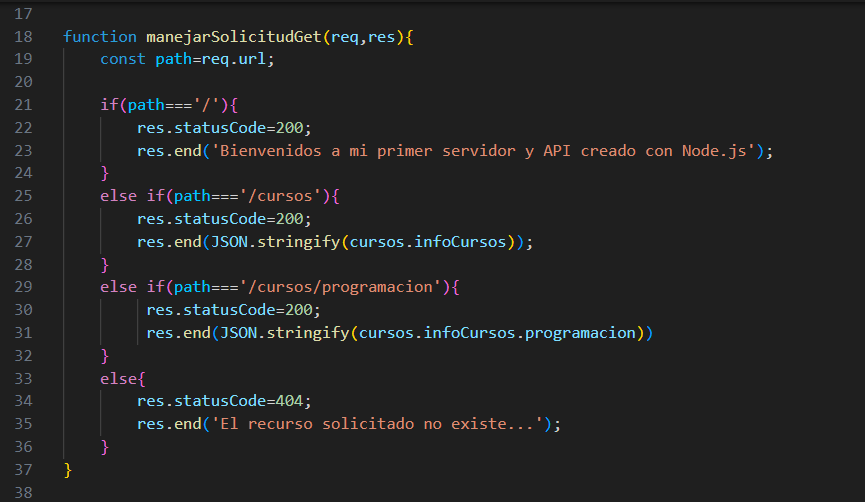 17
18 function manejarSolicitudGet(req,res){
19 const path=req.url;
20
21 if(path==='/'){
22 res.statusCode=200;
23 res.end('Bienvenidos a mi primer servidor y API creado con Node.js');
24 }
25 else if(path==='/cursos'){
26 res.statusCode=200;
27 res.end(JSON.stringify(cursos.infoCursos));
28 }
29 else if(path==='/cursos/programacion'){
30 res.statusCode=200;
31 res.end(JSON.stringify(cursos.infoCursos.programacion))
32 }
33 else{
34 res.statusCode=404;
35 res.end('El recurso solicitado no existe...');
36 }
37 }
38